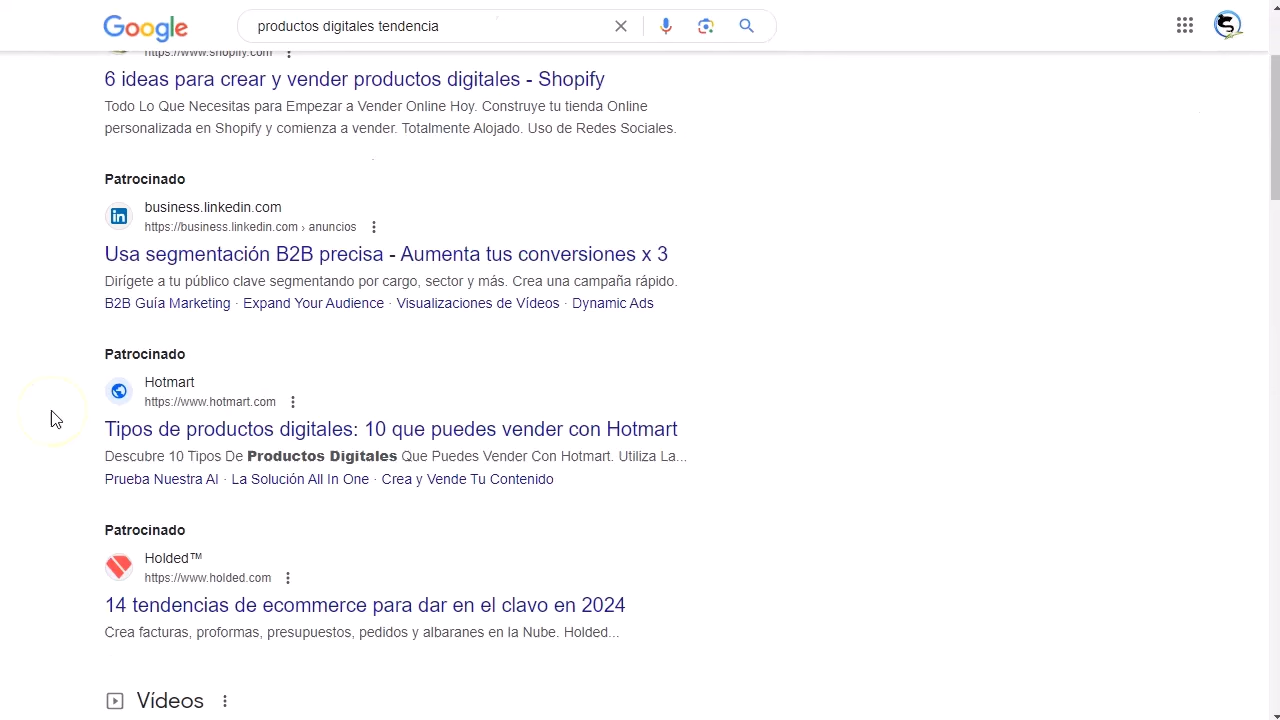 Google
productos digitales tendencia
https://www.shopify.com
6 ideas para crear y vender productos digitales - Shopify
Todo Lo Que Necesitas para Empezar a Vender Online Hoy. Construye tu tienda Online
personalizada en Shopify y comienza a vender. Totalmente Alojado. Uso de Redes Sociales.
Patrocinado
business.linkedin.com
https://business.linkedin.com › anuncios
Usa segmentación B2B precisa - Aumenta tus conversiones x 3
Dirígete a tu público clave segmentando por cargo, sector y más. Crea una campaña rápido.
B2B Guía Marketing · Expand Your Audience · Visualizaciones de Vídeos · Dynamic Ads
Patrocinado
Hotmart
https://www.hotmart.com
Tipos de productos digitales: 10 que puedes vender con Hotmart
Descubre 10 Tipos De Productos Digitales Que Puedes Vender Con Hotmart. Utiliza La...
Prueba Nuestra AI · La Solución All In One · Crea y Vende Tu Contenido
Patrocinado
Holded™
https://www.holded.com
14 tendencias de ecommerce para dar en el clavo en 2024
Crea facturas, proformas, presupuestos, pedidos y albaranes en la Nube. Holded...
Vídeos